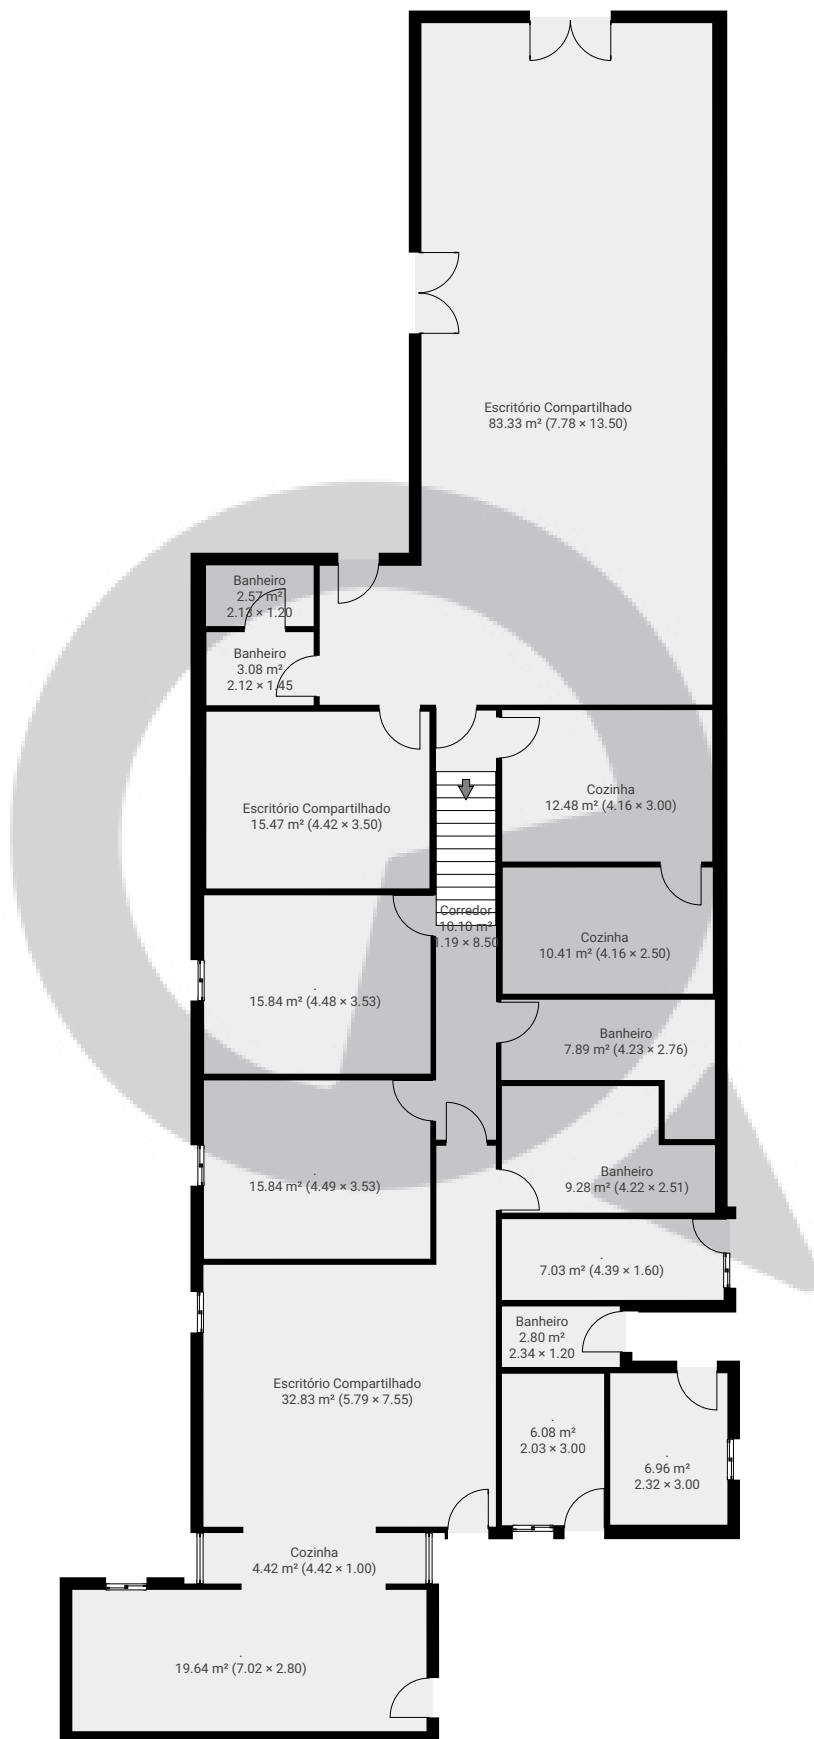 Escritório Compartilhado
83.33 m² (7.78 × 13.50)
Banheiro
2.57 m²
2.13 × 1.20
Banheiro
3.08 m²
2.12 × 1.45
Escritório Compartilhado
15.47 m² (4.42 × 3.50)
Cozinha
12.48 m² (4.16 × 3.00)
Corredor
10.10 m²
1.19 × 8.50
Cozinha
10.41 m² (4.16 × 2.50)
.
15.84 m² (4.48 × 3.53)
Banheiro
7.89 m² (4.23 × 2.76)
.
15.84 m² (4.49 × 3.53)
Banheiro
9.28 m² (4.22 × 2.51)
.
7.03 m² (4.39 × 1.60)
Banheiro
2.80 m²
2.34 × 1.20
Escritório Compartilhado
32.83 m² (5.79 × 7.55)
.
6.08 m²
2.03 × 3.00
.
6.96 m²
2.32 × 3.00
Cozinha
4.42 m² (4.42 × 1.00)
.
19.64 m² (7.02 × 2.80)